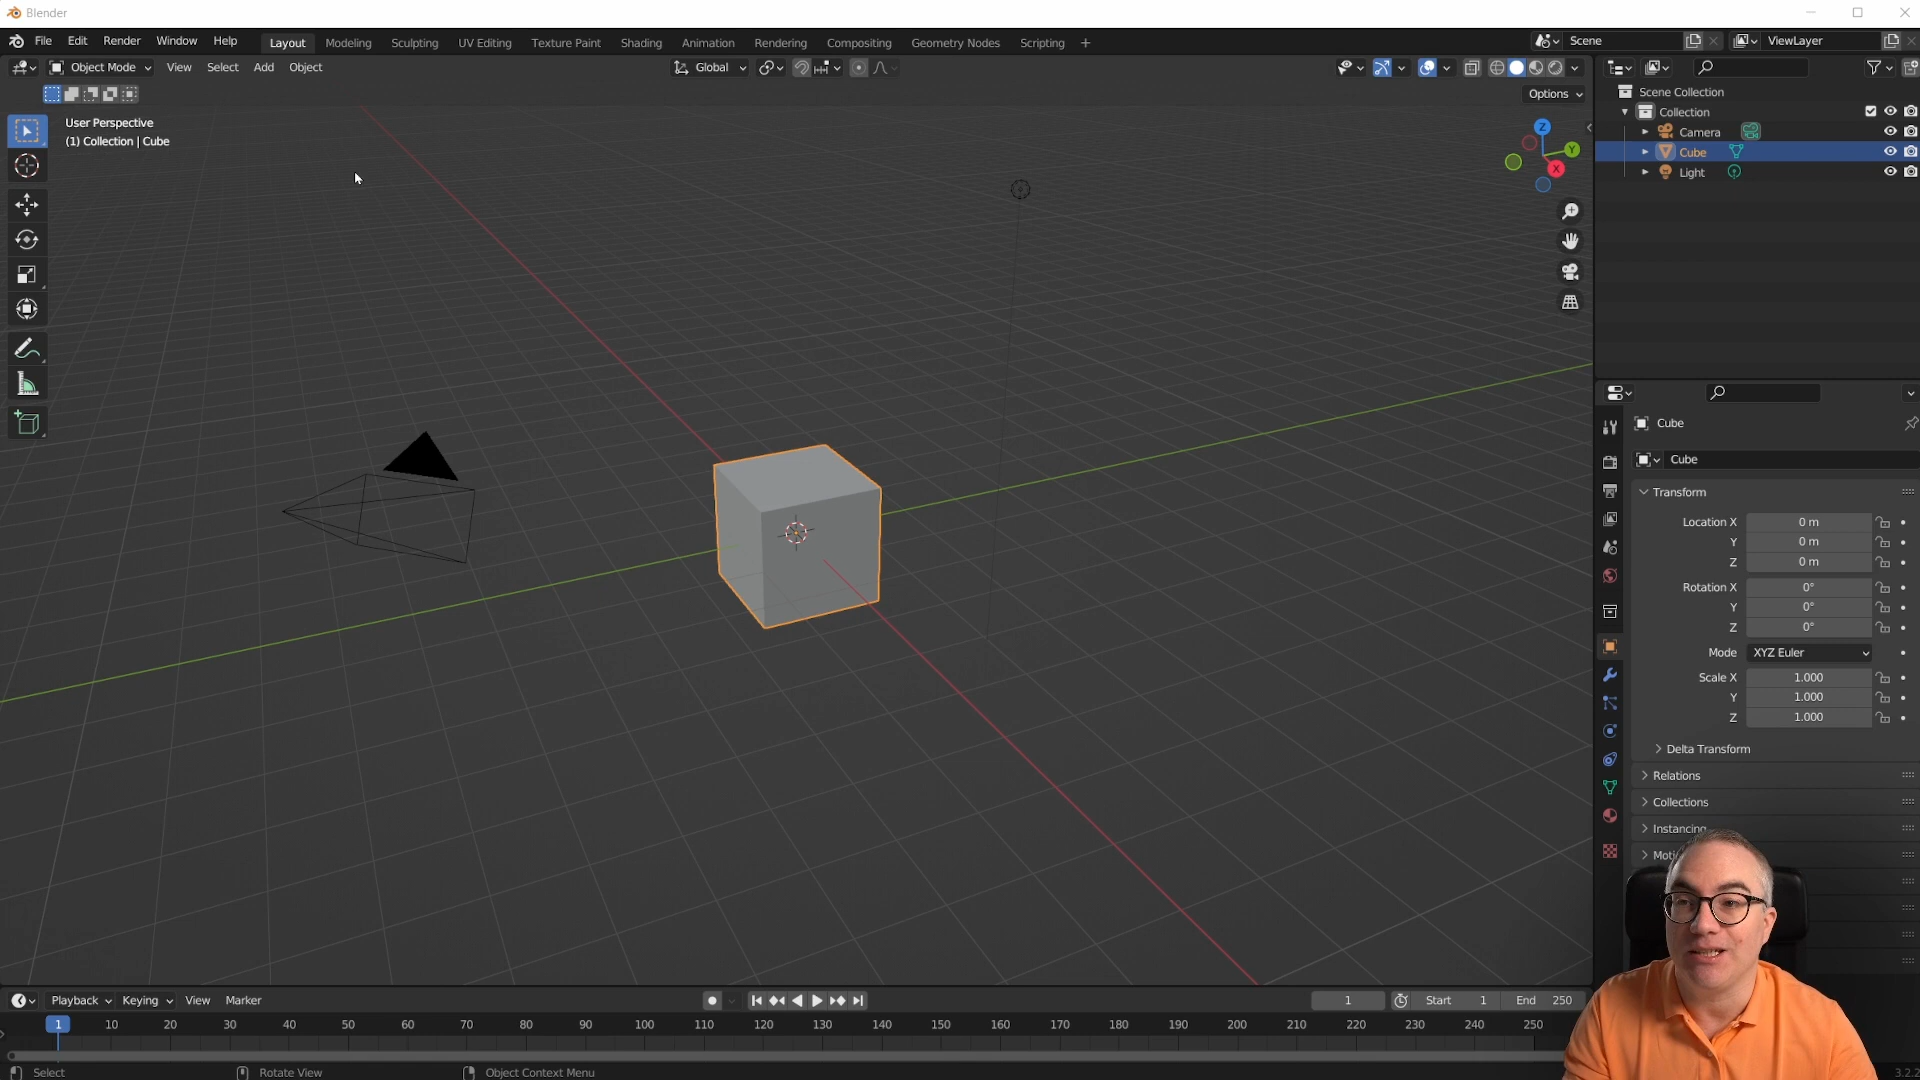 Blender
File Edit Render Window Help Layout Modeling Sculpting UV Editing Texture Paint Shading Animation Rendering Compositing Geometry Nodes Scripting + Scene ViewLayer
Object Mode View Select Add Object Global
Options
User Perspective
(1) Collection | Cube
Z
Y
X
Scene Collection
Collection
Camera
Cube
Light
Cube
Cube
Transform
Location X 0 m
Y 0 m
Z 0 m
Rotation X 0°
Y 0°
Z 0°
Mode XYZ Euler
Scale X 1.000
Y 1.000
Z 1.000
Delta Transform
Relations
Collections
Instancing
Playback Keying View Marker 1 Start 1 End 250
1 10 20 30 40 50 60 70 80 90 100 110 120 130 140 150 160 170 180 190 200 210 220 230 240 250
Select Rotate View Object Context Menu 3.2.2